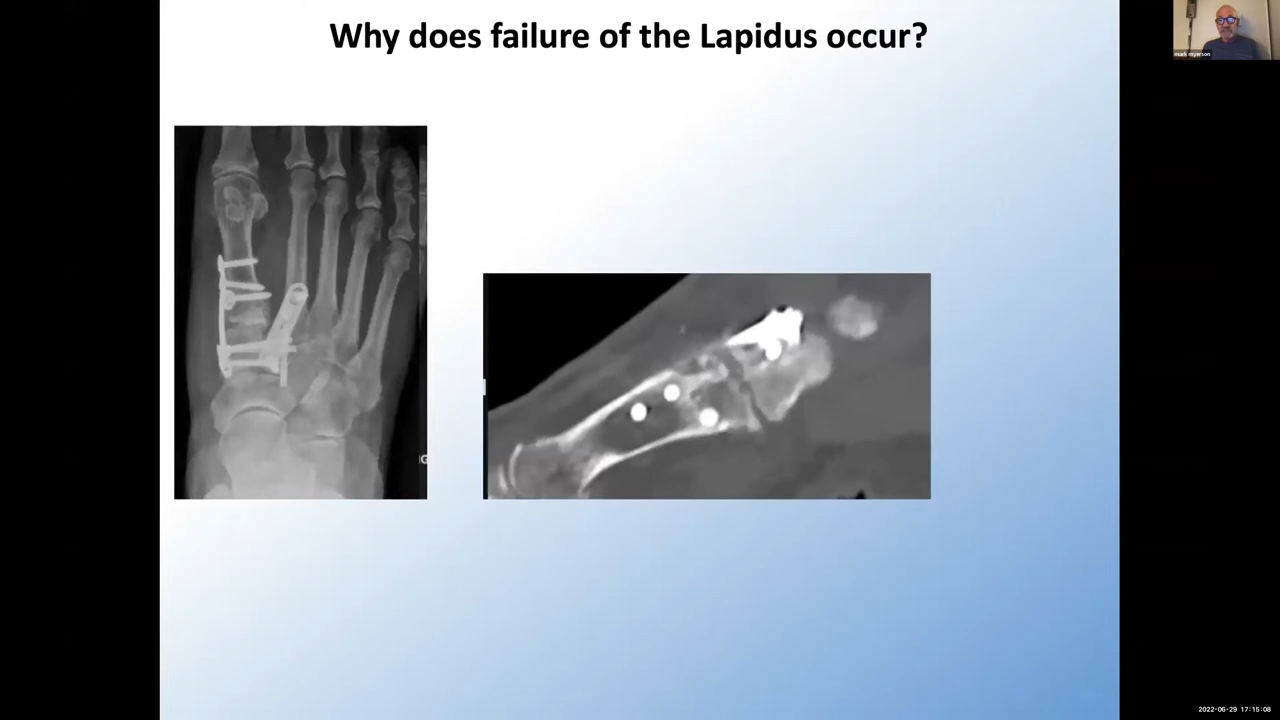 Why does failure of the Lapidus occur?
mark myerson
G
2022-06-29 17:15:08